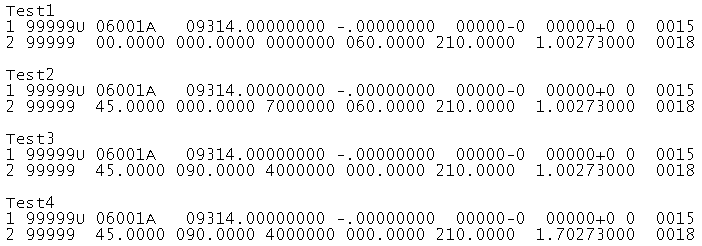 Test1
1 99999U 06001A   09314.00000000 -.00000000  00000-0  00000+0 0  0015
2 99999  00.0000 000.0000 0000000 060.0000 210.0000  1.00273000  0018
Test2
1 99999U 06001A   09314.00000000 -.00000000  00000-0  00000+0 0  0015
2 99999  45.0000 000.0000 7000000 060.0000 210.0000  1.00273000  0018
Test3
1 99999U 06001A   09314.00000000 -.00000000  00000-0  00000+0 0  0015
2 99999  45.0000 090.0000 4000000 000.0000 210.0000  1.00273000  0018
Test4
1 99999U 06001A   09314.00000000 -.00000000  00000-0  00000+0 0  0015
2 99999  45.0000 090.0000 4000000 000.0000 210.0000  1.70273000  0018